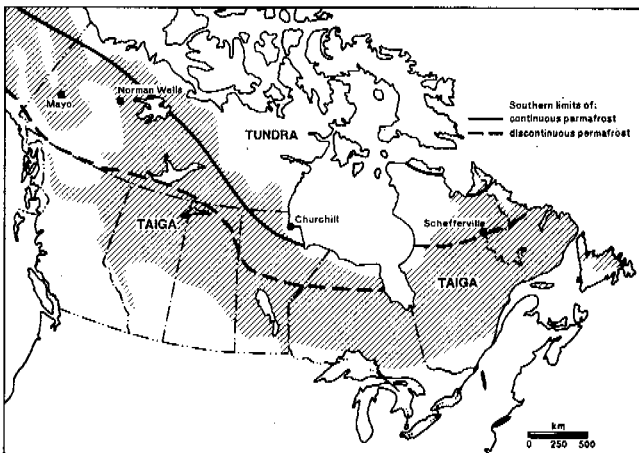 Norman Wells
Mayo
TUNDRA
Southern limits of:
continuous permafrost
discontinuous permafrost
TAIGA
Churchill
Schefferville
TAIGA
km
0 250 500